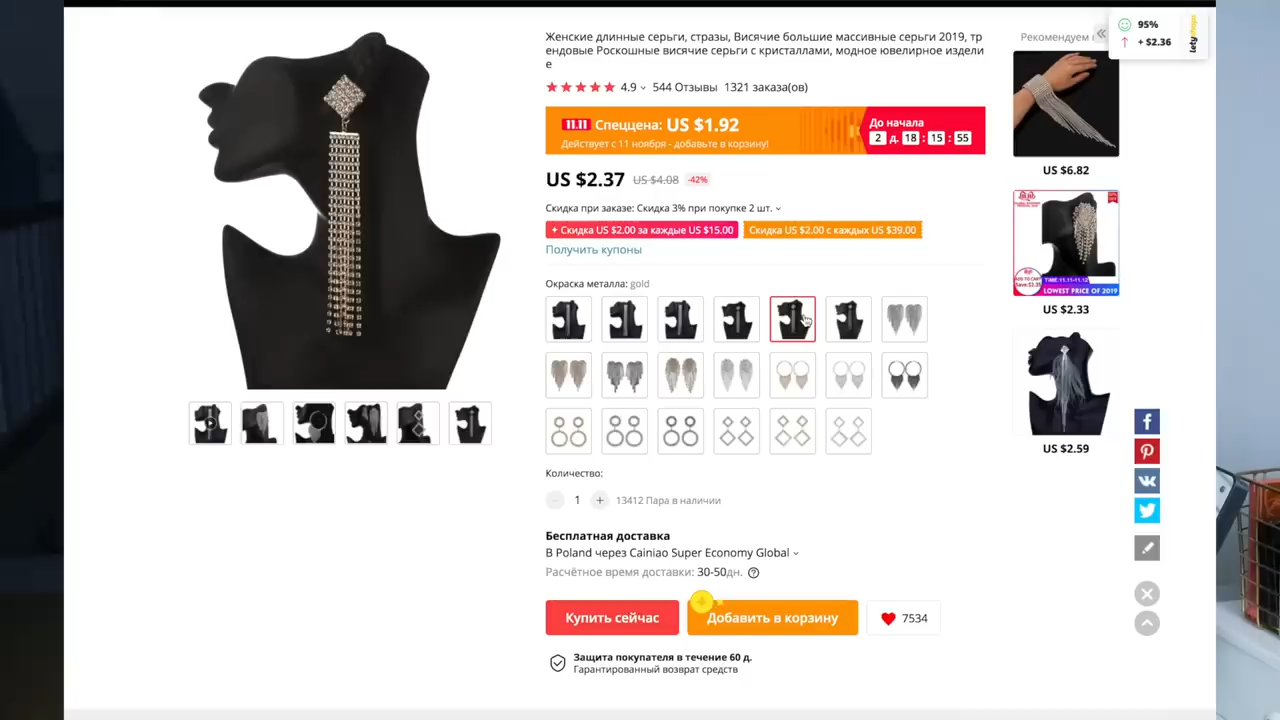 Женские длинные серьги, стразы, Висячие большие массивные серьги 2019, тр
ендовые Роскошные висячие серьги с кристаллами, модное ювелирное издели
е
4.9 544 Отзывы 1321 заказа(ов)
11.11 Спеццена: US $1.92
Действует с 11 ноября - добавьте в корзину!
До начала
2 д. 18 : 15 : 55
US $2.37 US $4.08 -42%
Скидка при заказе: Скидка 3% при покупке 2 шт.
+ Скидка US $2.00 за каждые US $15.00 Скидка US $2.00 с каждых US $39.00
Получить купоны
Окраска металла: gold
Количество:
− 1 + 13412 Пара в наличии
Бесплатная доставка
В Poland через Cainiao Super Economy Global
Расчётное время доставки: 30-50дн. ?
Купить сейчас Добавить в корзину 7534
Защита покупателя в течение 60 д.
Гарантированный возврат средств
Рекомендуем
95%
+ $2.36
letyshops
US $6.82
TIME:11.11-11.12
LOWEST PRICE OF 2019
US $2.33
US $2.59